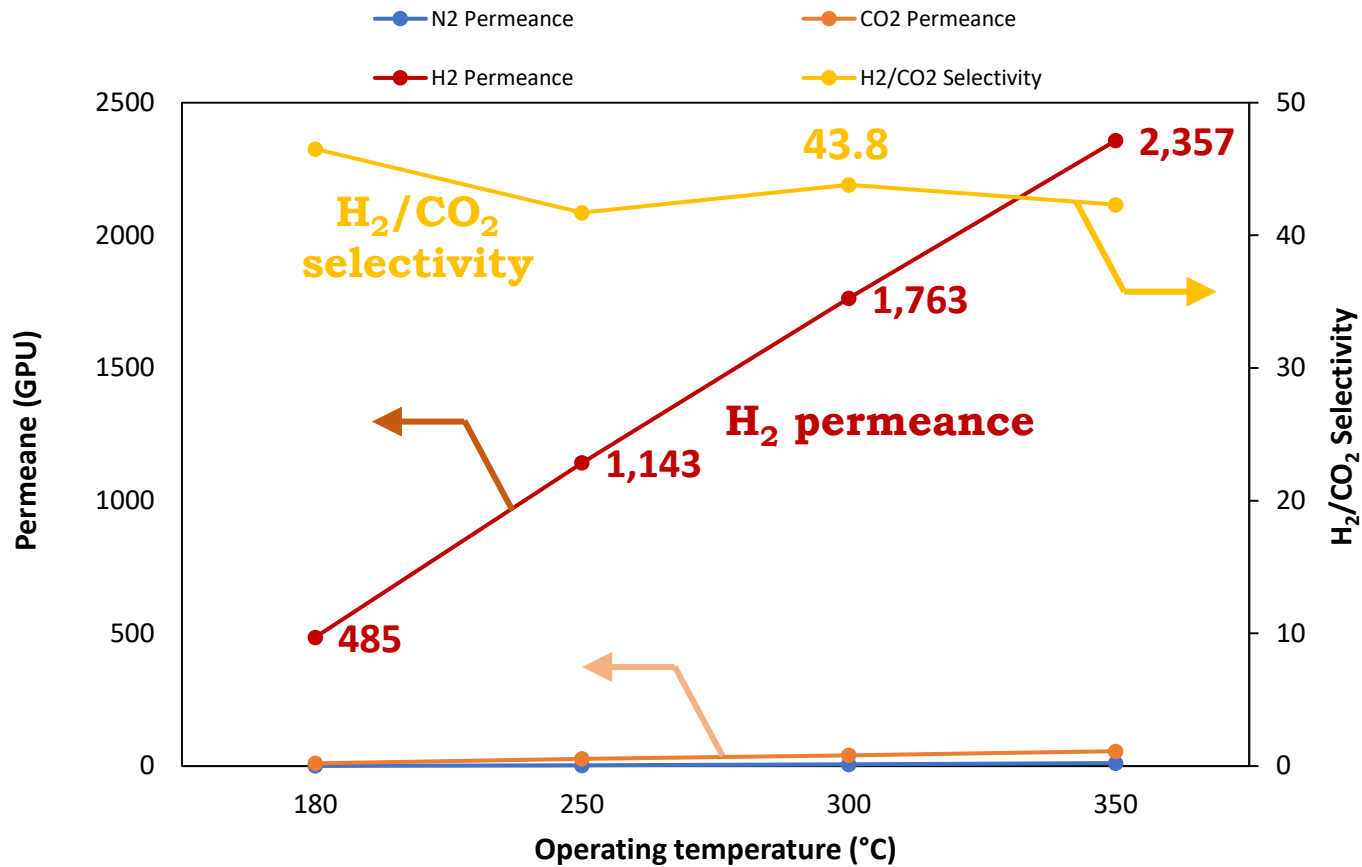 N2 Permeance
CO2 Permeance
H2 Permeance
H2/CO2 Selectivity
2500
2000
1500
1000
500
0
50
40
30
20
10
0
Permeane (GPU)
H₂/CO₂ Selectivity
43.8
2,357
H₂/CO₂
selectivity
1,763
H₂ permeance
1,143
485
180
250
300
350
Operating temperature (°C)